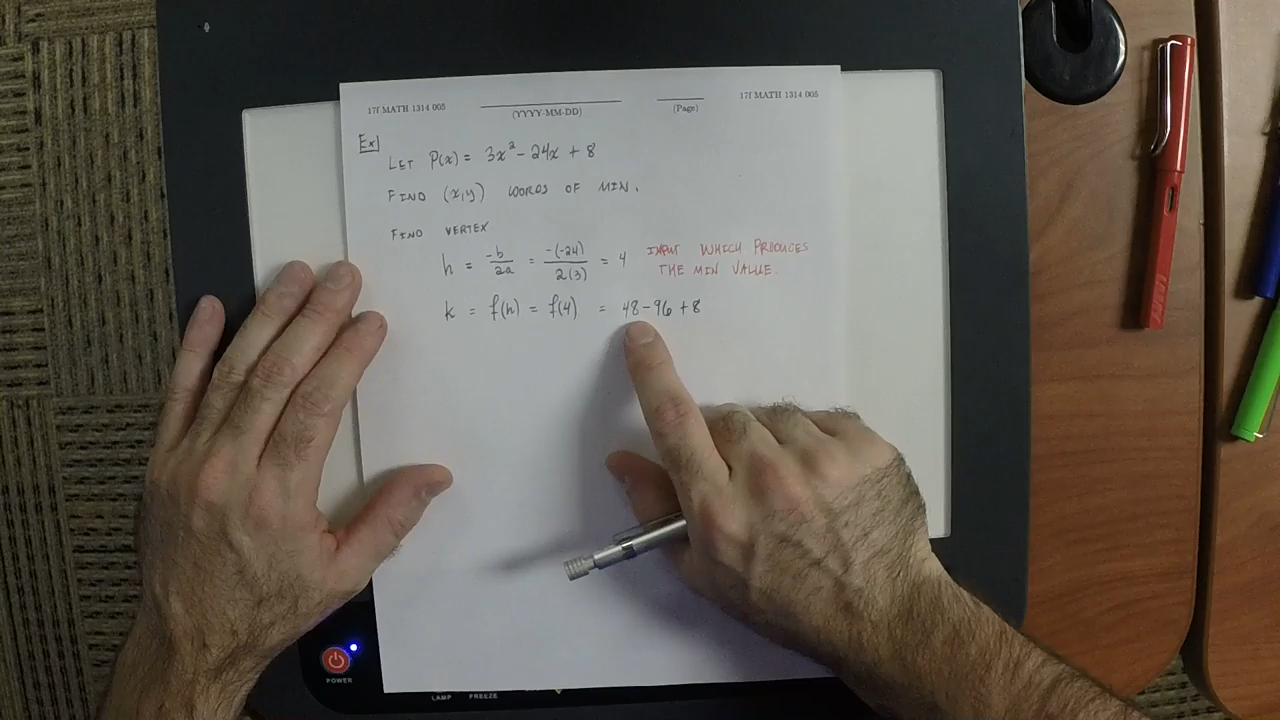 17f MATH 1314 005
(YYYY-MM-DD)
(Page)
17f MATH 1314 005
Ex)
LET P(x) = 3x² - 24x + 8
FIND (x,y) COORDS OF MIN.
FIND VERTEX
h = -b/2a = -(-24)/2(3) = 4 INPUT WHICH PRODUCES
THE MIN VALUE.
k = f(h) = f(4) = 48 - 96 + 8
POWER
LAMP FREEZE